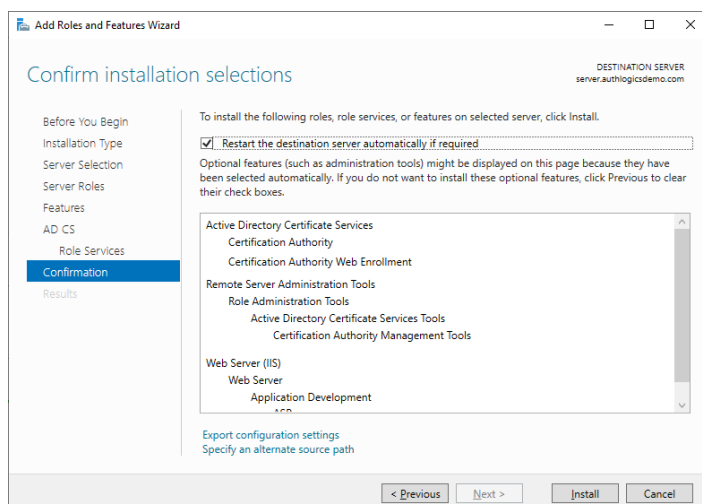 Add Roles and Features Wizard
Confirm installation selections
DESTINATION SERVER
server.authlogicsdemo.com
Before You Begin
Installation Type
Server Selection
Server Roles
Features
AD CS
Role Services
Confirmation
Results
To install the following roles, role services, or features on selected server, click Install.
Restart the destination server automatically if required
Optional features (such as administration tools) might be displayed on this page because they have
been selected automatically. If you do not want to install these optional features, click Previous to clear
their check boxes.
Active Directory Certificate Services
Certification Authority
Certification Authority Web Enrollment
Remote Server Administration Tools
Role Administration Tools
Active Directory Certificate Services Tools
Certification Authority Management Tools
Web Server (IIS)
Web Server
Application Development
Export configuration settings
Specify an alternate source path
< Previous
Next >
Install
Cancel